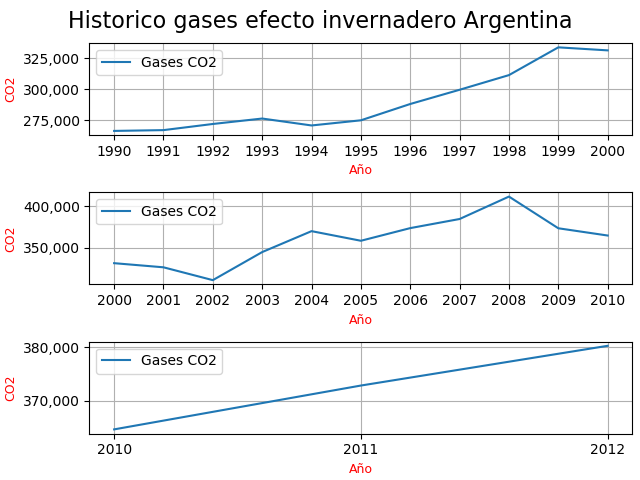 Historico gases efecto invernadero Argentina
325,000
300,000
275,000
CO2
Gases CO2
1990 1991 1992 1993 1994 1995 1996 1997 1998 1999 2000
Año
400,000
350,000
CO2
Gases CO2
2000 2001 2002 2003 2004 2005 2006 2007 2008 2009 2010
Año
380,000
370,000
CO2
Gases CO2
2010 2011 2012
Año